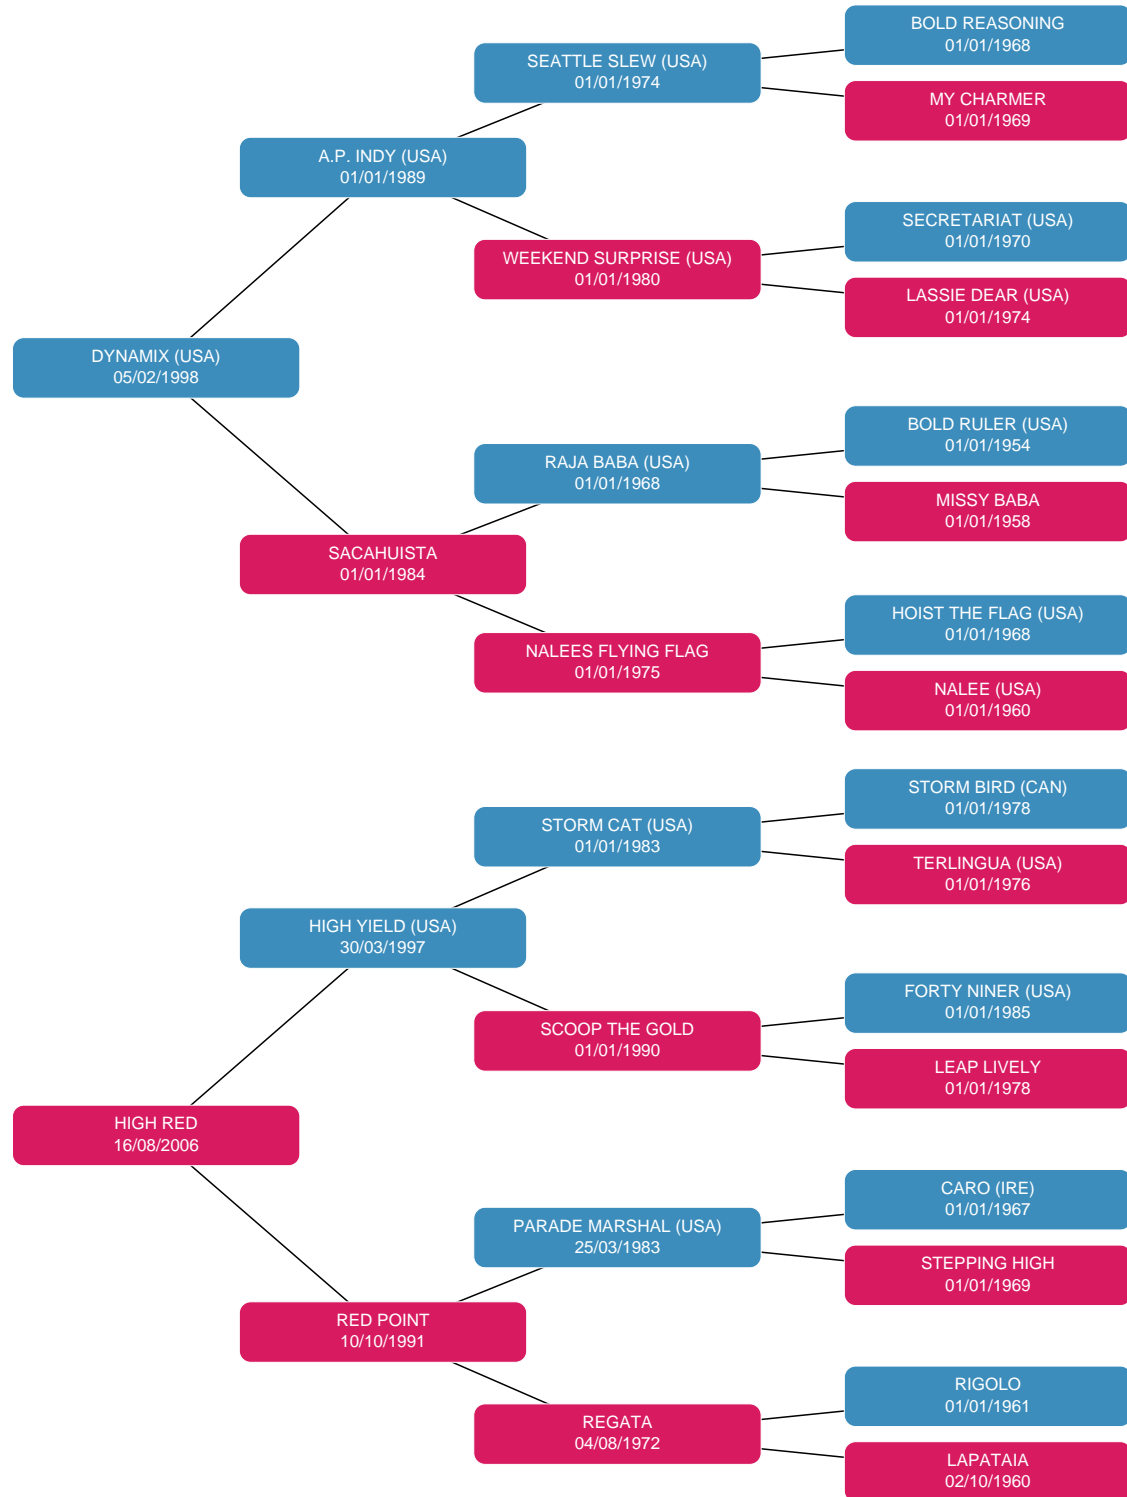 BOLD REASONING
01/01/1968
SEATTLE SLEW (USA)
01/01/1974
MY CHARMER
01/01/1969
A.P. INDY (USA)
01/01/1989
SECRETARIAT (USA)
01/01/1970
WEEKEND SURPRISE (USA)
01/01/1980
LASSIE DEAR (USA)
01/01/1974
DYNAMIX (USA)
05/02/1998
BOLD RULER (USA)
01/01/1954
RAJA BABA (USA)
01/01/1968
MISSY BABA
01/01/1958
SACAHUISTA
01/01/1984
HOIST THE FLAG (USA)
01/01/1968
NALEES FLYING FLAG
01/01/1975
NALEE (USA)
01/01/1960
STORM BIRD (CAN)
01/01/1978
STORM CAT (USA)
01/01/1983
TERLINGUA (USA)
01/01/1976
HIGH YIELD (USA)
30/03/1997
FORTY NINER (USA)
01/01/1985
SCOOP THE GOLD
01/01/1990
LEAP LIVELY
01/01/1978
HIGH RED
16/08/2006
CARO (IRE)
01/01/1967
PARADE MARSHAL (USA)
25/03/1983
STEPPING HIGH
01/01/1969
RED POINT
10/10/1991
RIGOLO
01/01/1961
REGATA
04/08/1972
LAPATAIA
02/10/1960